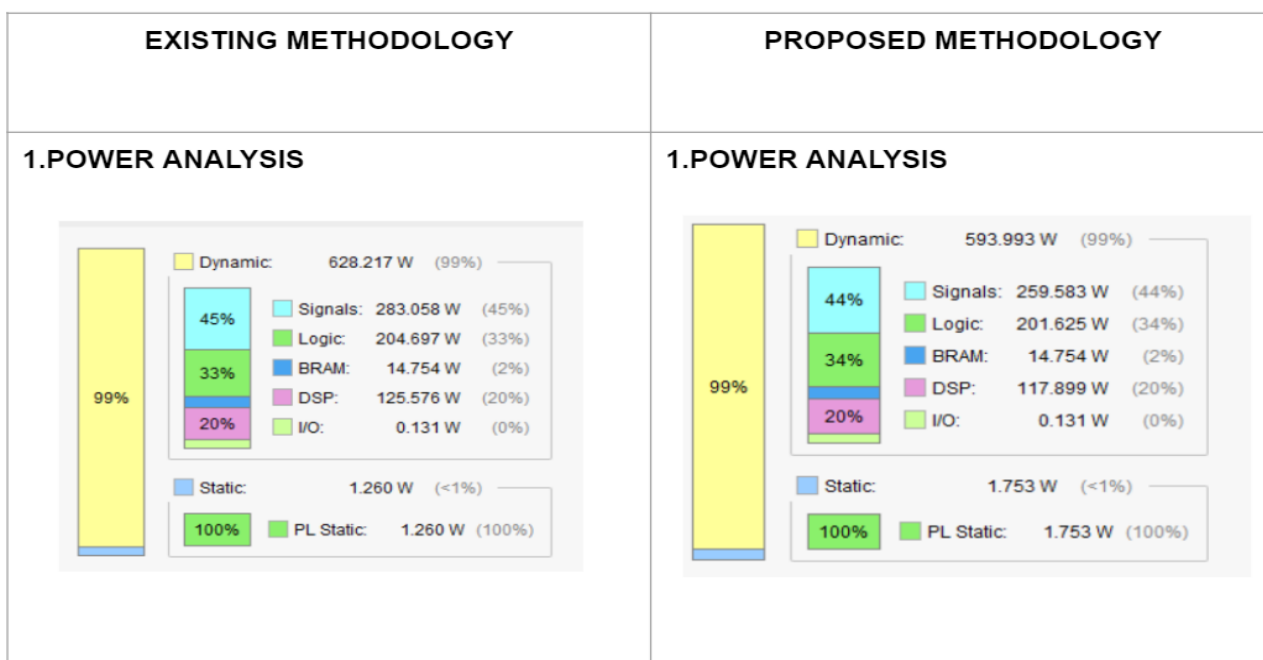 EXISTING METHODOLOGY
PROPOSED METHODOLOGY
1.POWER ANALYSIS
99%
Dynamic: 628.217 W (99%)
45%
33%
20%
Signals: 283.058 W (45%)
Logic: 204.697 W (33%)
BRAM: 14.754 W (2%)
DSP: 125.576 W (20%)
I/O: 0.131 W (0%)
Static: 1.260 W (<1%)
100% PL Static: 1.260 W (100%)
1.POWER ANALYSIS
99%
Dynamic: 593.993 W (99%)
44%
34%
20%
Signals: 259.583 W (44%)
Logic: 201.625 W (34%)
BRAM: 14.754 W (2%)
DSP: 117.899 W (20%)
I/O: 0.131 W (0%)
Static: 1.753 W (<1%)
100% PL Static: 1.753 W (100%)